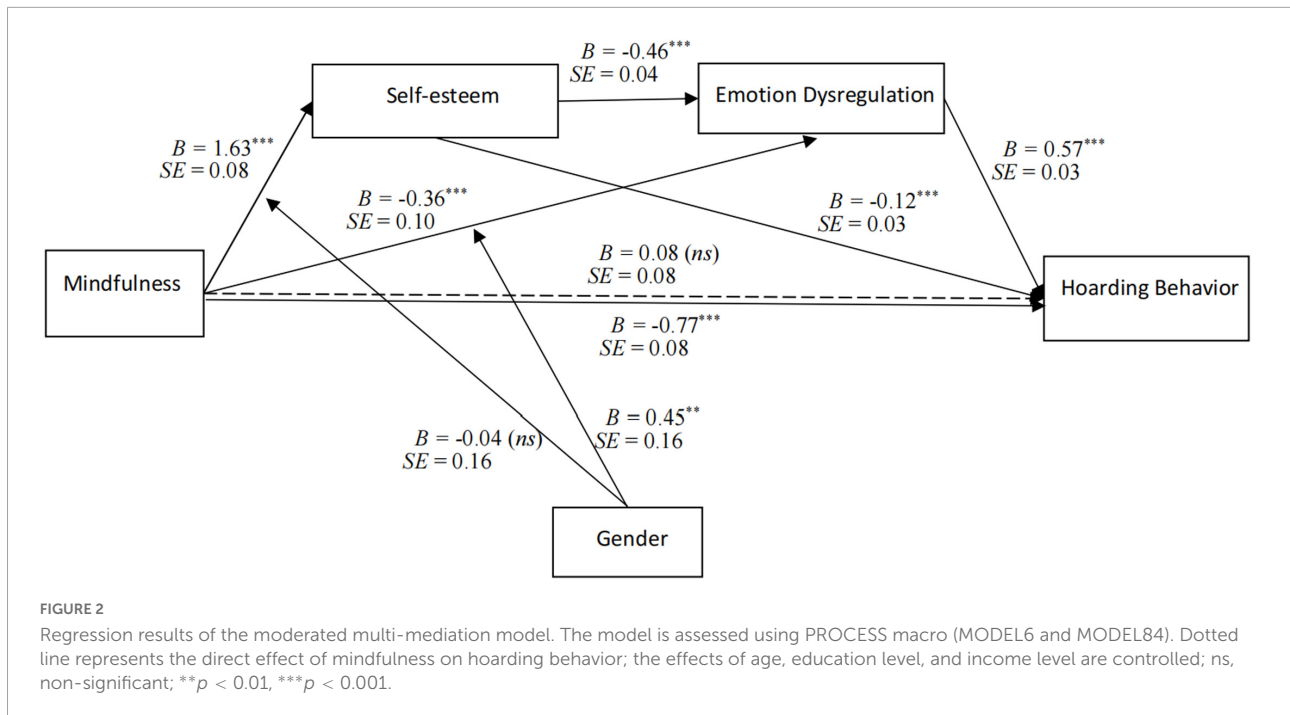 B = -0.46***
SE = 0.04
Self-esteem
Emotion Dysregulation
B = 1.63***
SE = 0.08
B = 0.57***
SE = 0.03
B = -0.36***
SE = 0.10
B = -0.12***
SE = 0.03
B = 0.08 (ns)
SE = 0.08
Mindfulness
Hoarding Behavior
B = -0.77***
SE = 0.08
B = 0.45**
SE = 0.16
B = -0.04 (ns)
SE = 0.16
Gender
FIGURE 2
Regression results of the moderated multi-mediation model. The model is assessed using PROCESS macro (MODEL6 and MODEL84). Dotted
line represents the direct effect of mindfulness on hoarding behavior; the effects of age, education level, and income level are controlled; ns,
non-significant; **p < 0.01, ***p < 0.001.